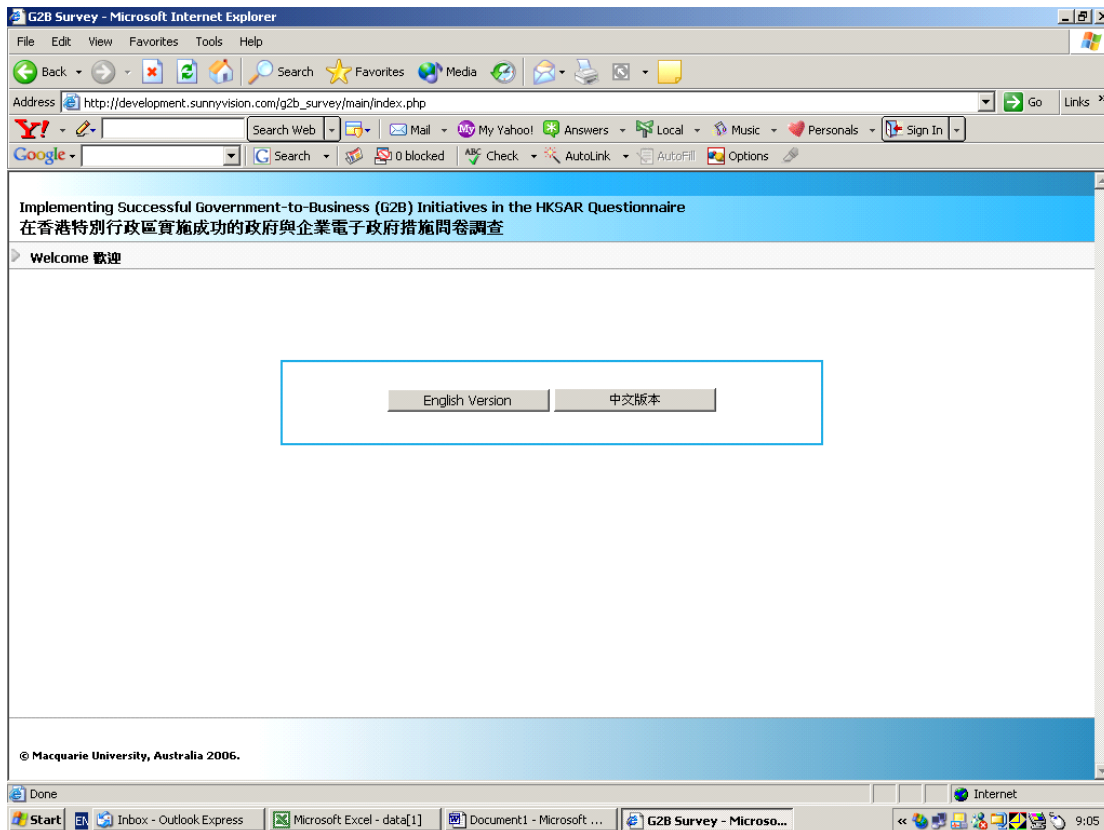 G2B Survey - Microsoft Internet Explorer
File Edit View Favorites Tools Help
Back Search Favorites Media
Address http://development.sunnyvision.com/g2b_survey/main/index.php Go Links »
Y! Search Web Mail My Yahoo! Answers Local Music Personals Sign In
Google Search 0 blocked ABC Check AutoLink AutoFill Options
Implementing Successful Government-to-Business (G2B) Initiatives in the HKSAR Questionnaire
在香港特別行政區實施成功的政府與企業電子政府措施問卷調查
Welcome 歡迎
English Version 中文版本
© Macquarie University, Australia 2006.
Done Internet
Start EN Inbox - Outlook Express Microsoft Excel - data[1] Document1 - Microsoft ... G2B Survey - Microso... « 9:05